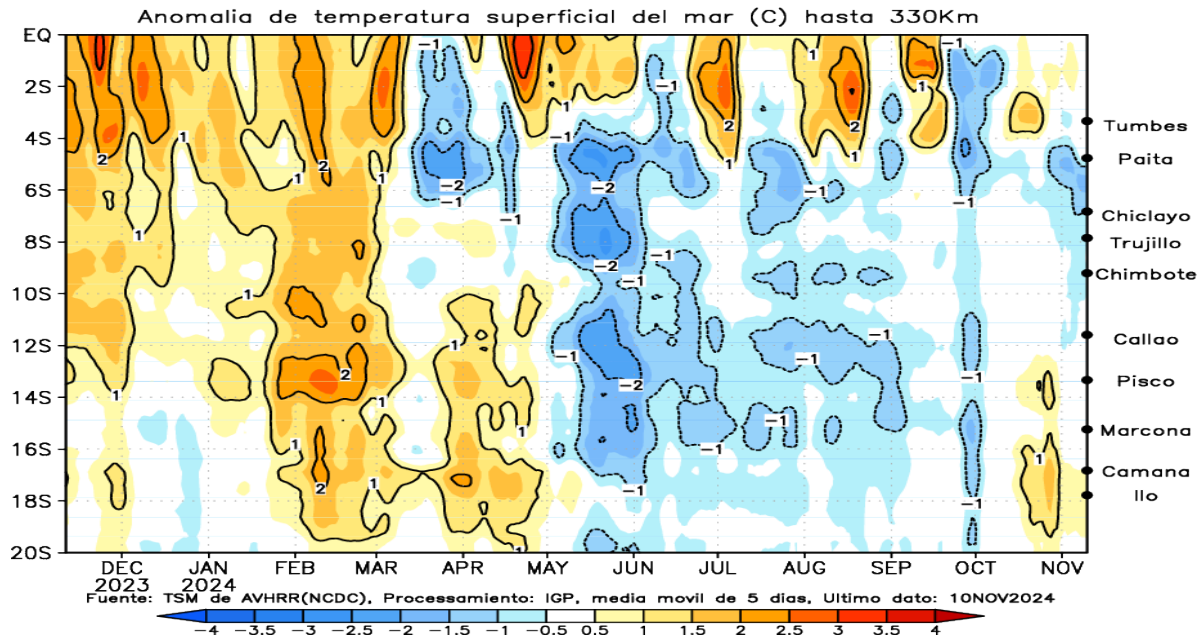 Anomalia de temperatura superficial del mar (C) hasta 330Km
EQ
2S
4S
6S
8S
10S
12S
14S
16S
18S
20S
Tumbes
Paita
Chiclayo
Trujillo
Chimbote
Callao
Pisco
Marcona
Camana
Ilo
DEC JAN FEB MAR APR MAY JUN JUL AUG SEP OCT NOV
2023 2024
Fuente: TSM de AVHRR(NCDC), Procesamiento: IGP, media movil de 5 dias, Ultimo dato: 10NOV2024
-4 -3.5 -3 -2.5 -2 -1.5 -1 -0.5 0.5 1 1.5 2 2.5 3 3.5 4